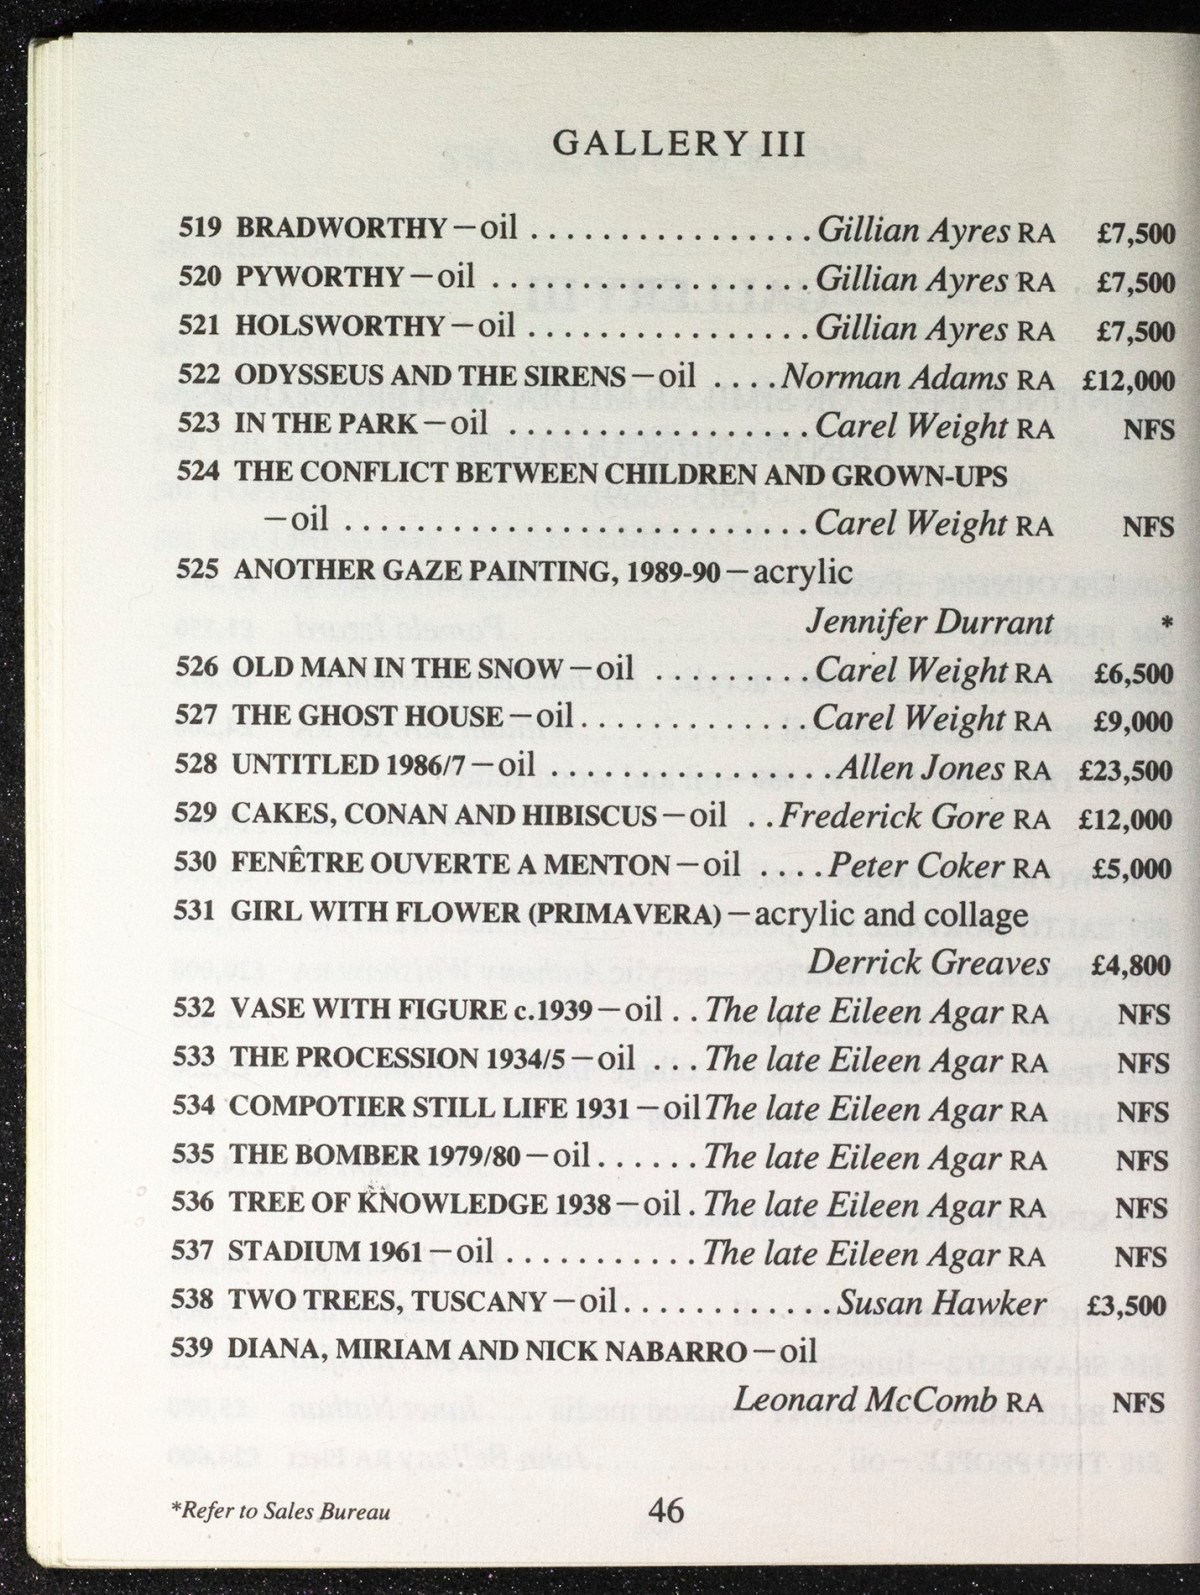 GALLERY III
519 BRADWORTHY—oil ................ Gillian Ayres RA £7,500
520 PYWORTHY—oil .................. Gillian Ayres RA £7,500
521 HOLSWORTHY—oil ................ Gillian Ayres RA £7,500
522 ODYSSEUS AND THE SIRENS—oil .... Norman Adams RA £12,000
523 IN THE PARK—oil ................. Carel Weight RA NFS
524 THE CONFLICT BETWEEN CHILDREN AND GROWN-UPS
—oil ........................... Carel Weight RA NFS
525 ANOTHER GAZE PAINTING, 1989-90—acrylic
Jennifer Durrant *
526 OLD MAN IN THE SNOW—oil ......... Carel Weight RA £6,500
527 THE GHOST HOUSE—oil ............. Carel Weight RA £9,000
528 UNTITLED 1986/7—oil ................ Allen Jones RA £23,500
529 CAKES, CONAN AND HIBISCUS—oil .. Frederick Gore RA £12,000
530 FENÊTRE OUVERTE A MENTON—oil .... Peter Coker RA £5,000
531 GIRL WITH FLOWER (PRIMAVERA)—acrylic and collage
Derrick Greaves £4,800
532 VASE WITH FIGURE c.1939—oil .. The late Eileen Agar RA NFS
533 THE PROCESSION 1934/5—oil ... The late Eileen Agar RA NFS
534 COMPOTIER STILL LIFE 1931—oil The late Eileen Agar RA NFS
535 THE BOMBER 1979/80—oil ...... The late Eileen Agar RA NFS
536 TREE OF KNOWLEDGE 1938—oil . The late Eileen Agar RA NFS
537 STADIUM 1961—oil ........... The late Eileen Agar RA NFS
538 TWO TREES, TUSCANY—oil ............ Susan Hawker £3,500
539 DIANA, MIRIAM AND NICK NABARRO—oil
Leonard McComb RA NFS
*Refer to Sales Bureau 46